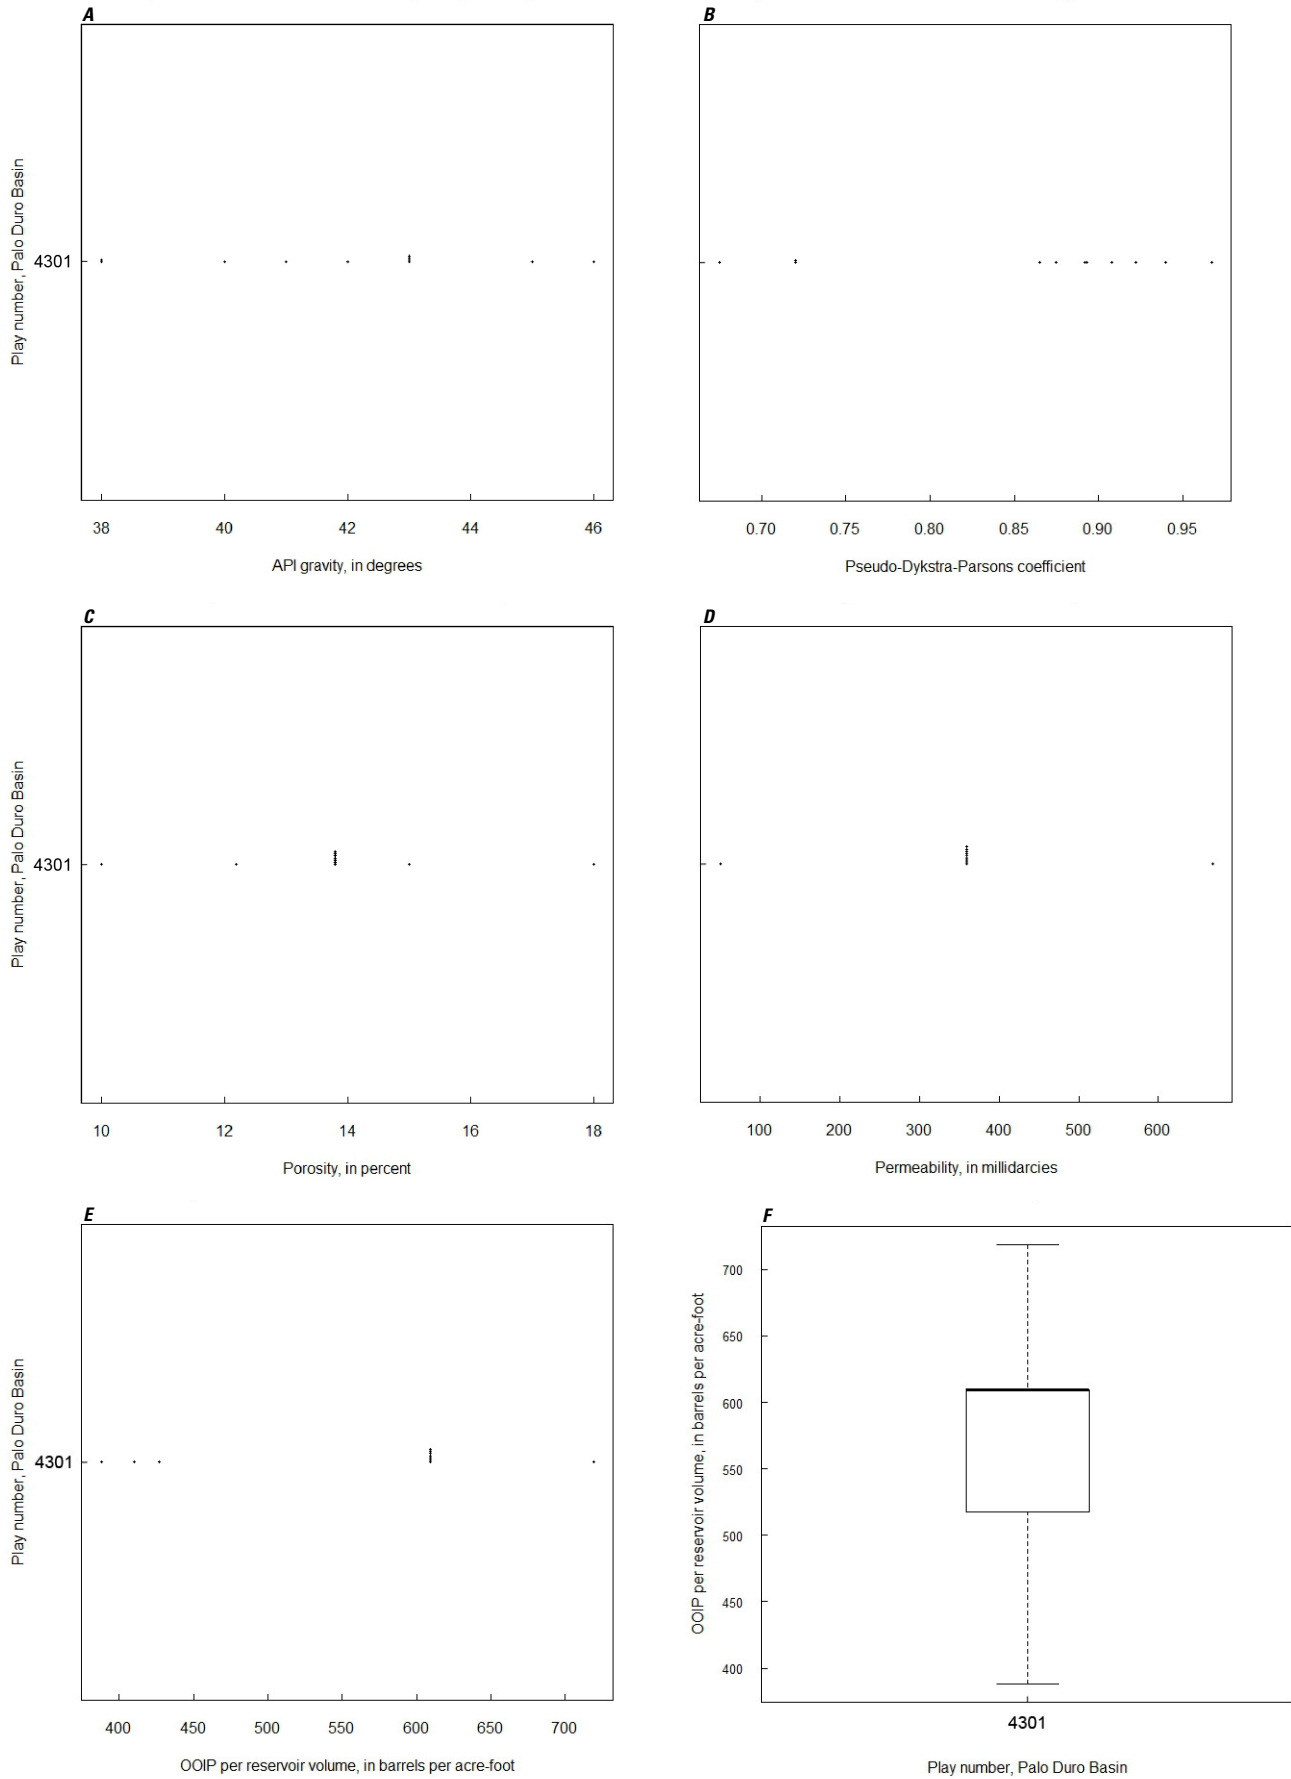 A
Play number, Palo Duro Basin
4301
38 40 42 44 46
API gravity, in degrees
B
0.70 0.75 0.80 0.85 0.90 0.95
Pseudo-Dykstra-Parsons coefficient
C
Play number, Palo Duro Basin
4301
10 12 14 16 18
Porosity, in percent
D
100 200 300 400 500 600
Permeability, in millidarcies
E
Play number, Palo Duro Basin
4301
400 450 500 550 600 650 700
OOIP per reservoir volume, in barrels per acre-foot
F
OOIP per reservoir volume, in barrels per acre-foot
700
650
600
550
500
450
400
4301
Play number, Palo Duro Basin